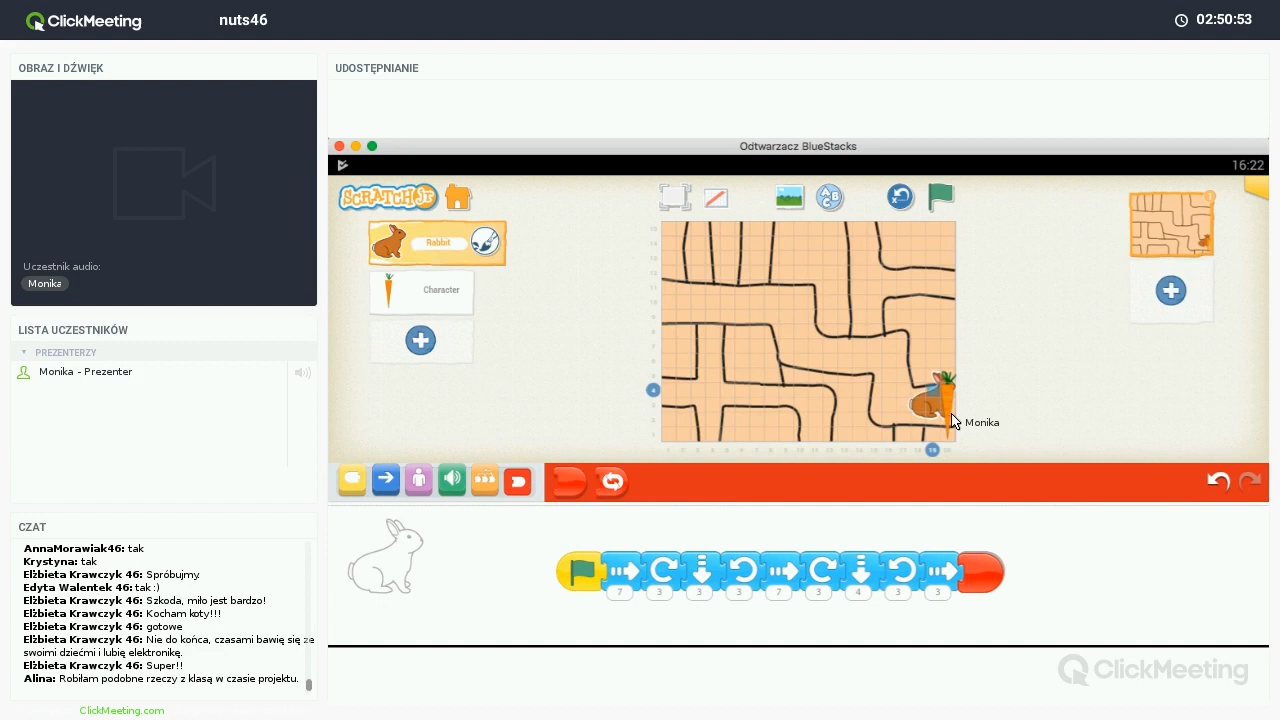 ClickMeeting
nuts46
02:50:53
OBRAZ I DŹWIĘK
UDOSTĘPNIANIE
Odtwarzacz BlueStacks
16:22
SCRATCHJr
ABC
Rabbit
Character
Uczestnik audio:
Monika
LISTA UCZESTNIKÓW
PREZENTERZY
Monika - Prezenter
4
19
Monika
CZAT
AnnaMorawiak46: tak
Krystyna: tak
Elżbieta Krawczyk 46: Spróbujmy.
Edyta Walentek 46: tak :)
Elżbieta Krawczyk 46: Szkoda, miło jest bardzo!
Elżbieta Krawczyk 46: Kocham koty!!!
Elżbieta Krawczyk 46: gotowe
Elżbieta Krawczyk 46: Nie do końca, czasami bawię się ze
swoimi dziećmi i lubię elektronikę.
Elżbieta Krawczyk 46: Super!!
Alina: Robiłam podobne rzeczy z klasą w czasie projektu.
7 3 3 3 7 3 4 3 3
ClickMeeting
ClickMeeting.com